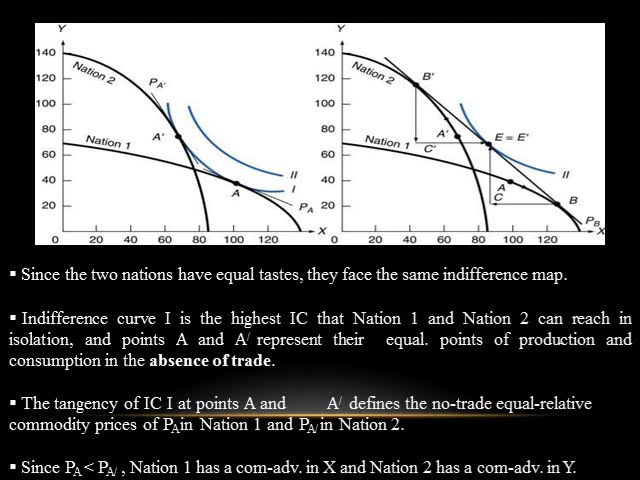 Y
140
120
100
80
60
40
20
0
20
40
60
80
100
120
X
Nation 2
Nation 1
P_A'
A'
A
II
I
P_A
Y
140
120
100
80
60
40
20
0
20
40
60
80
100
120
X
Nation 2
Nation 1
B'
A'
C'
E = E'
II
A
C
B
P_B
▪ Since the two nations have equal tastes, they face the same indifference map.
▪ Indifference curve I is the highest IC that Nation 1 and Nation 2 can reach in
isolation, and points A and A/ represent their equal. points of production and
consumption in the absence of trade.
▪ The tangency of IC I at points A and A/ defines the no-trade equal-relative
commodity prices of PA in Nation 1 and PA/ in Nation 2.
▪ Since PA < PA/ , Nation 1 has a com-adv. in X and Nation 2 has a com-adv. in Y.